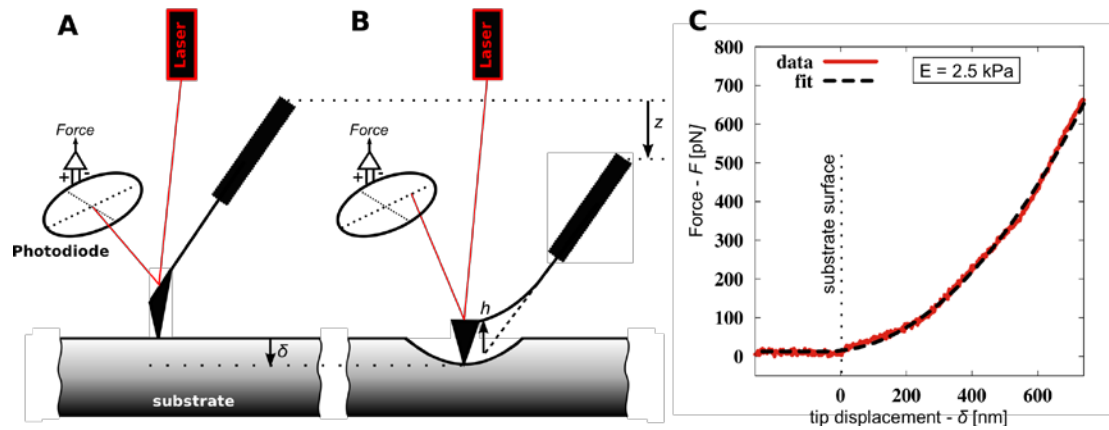 A
Laser
Force
+ -
Photodiode
δ
substrate
B
Laser
Force
+ -
z
h
C
data
fit
E = 2.5 kPa
Force - F [pN]
800
700
600
500
400
300
200
100
0
substrate surface
0
200
400
600
tip displacement - δ [nm]